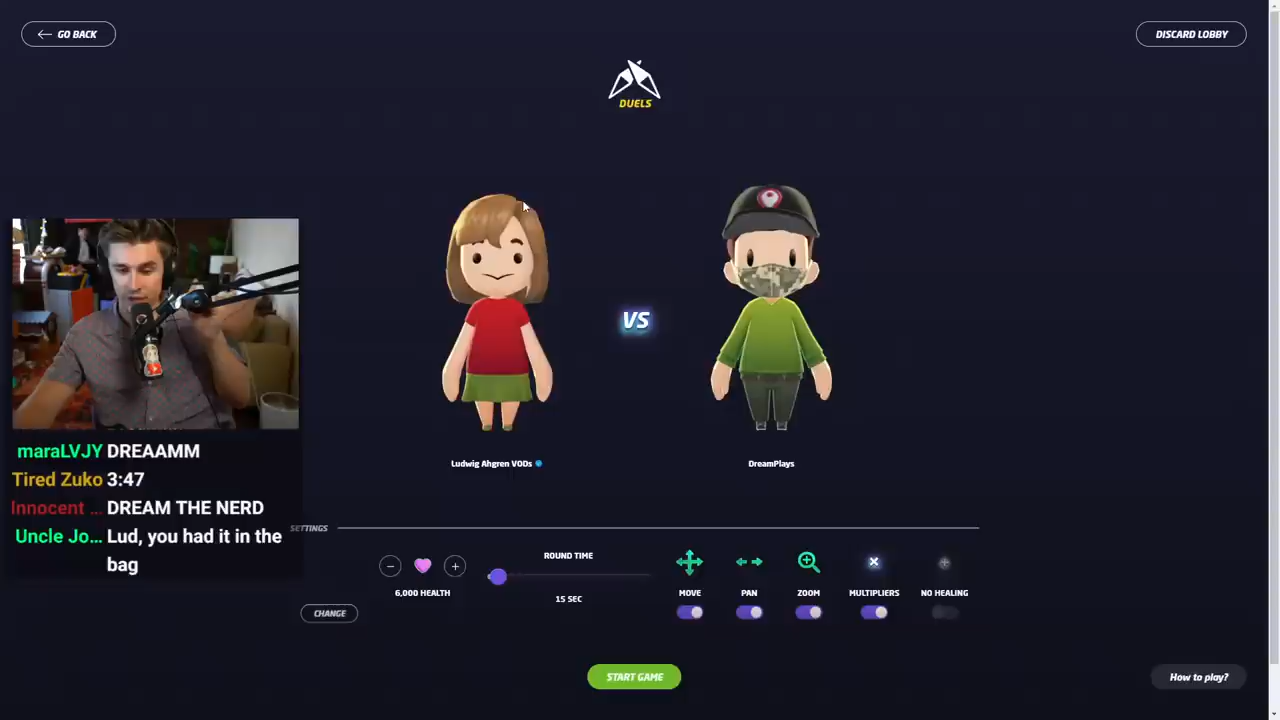 GO BACK
DISCARD LOBBY
DUELS
VS
Ludwig Ahgren VODs
DreamPlays
maraLVJY DREAAMM
Tired Zuko 3:47
Innocent ... DREAM THE NERD
Uncle Jo... Lud, you had it in the
bag
SETTINGS
ROUND TIME
6,000 HEALTH
15 SEC
MOVE
PAN
ZOOM
MULTIPLIERS
NO HEALING
CHANGE
START GAME
How to play?